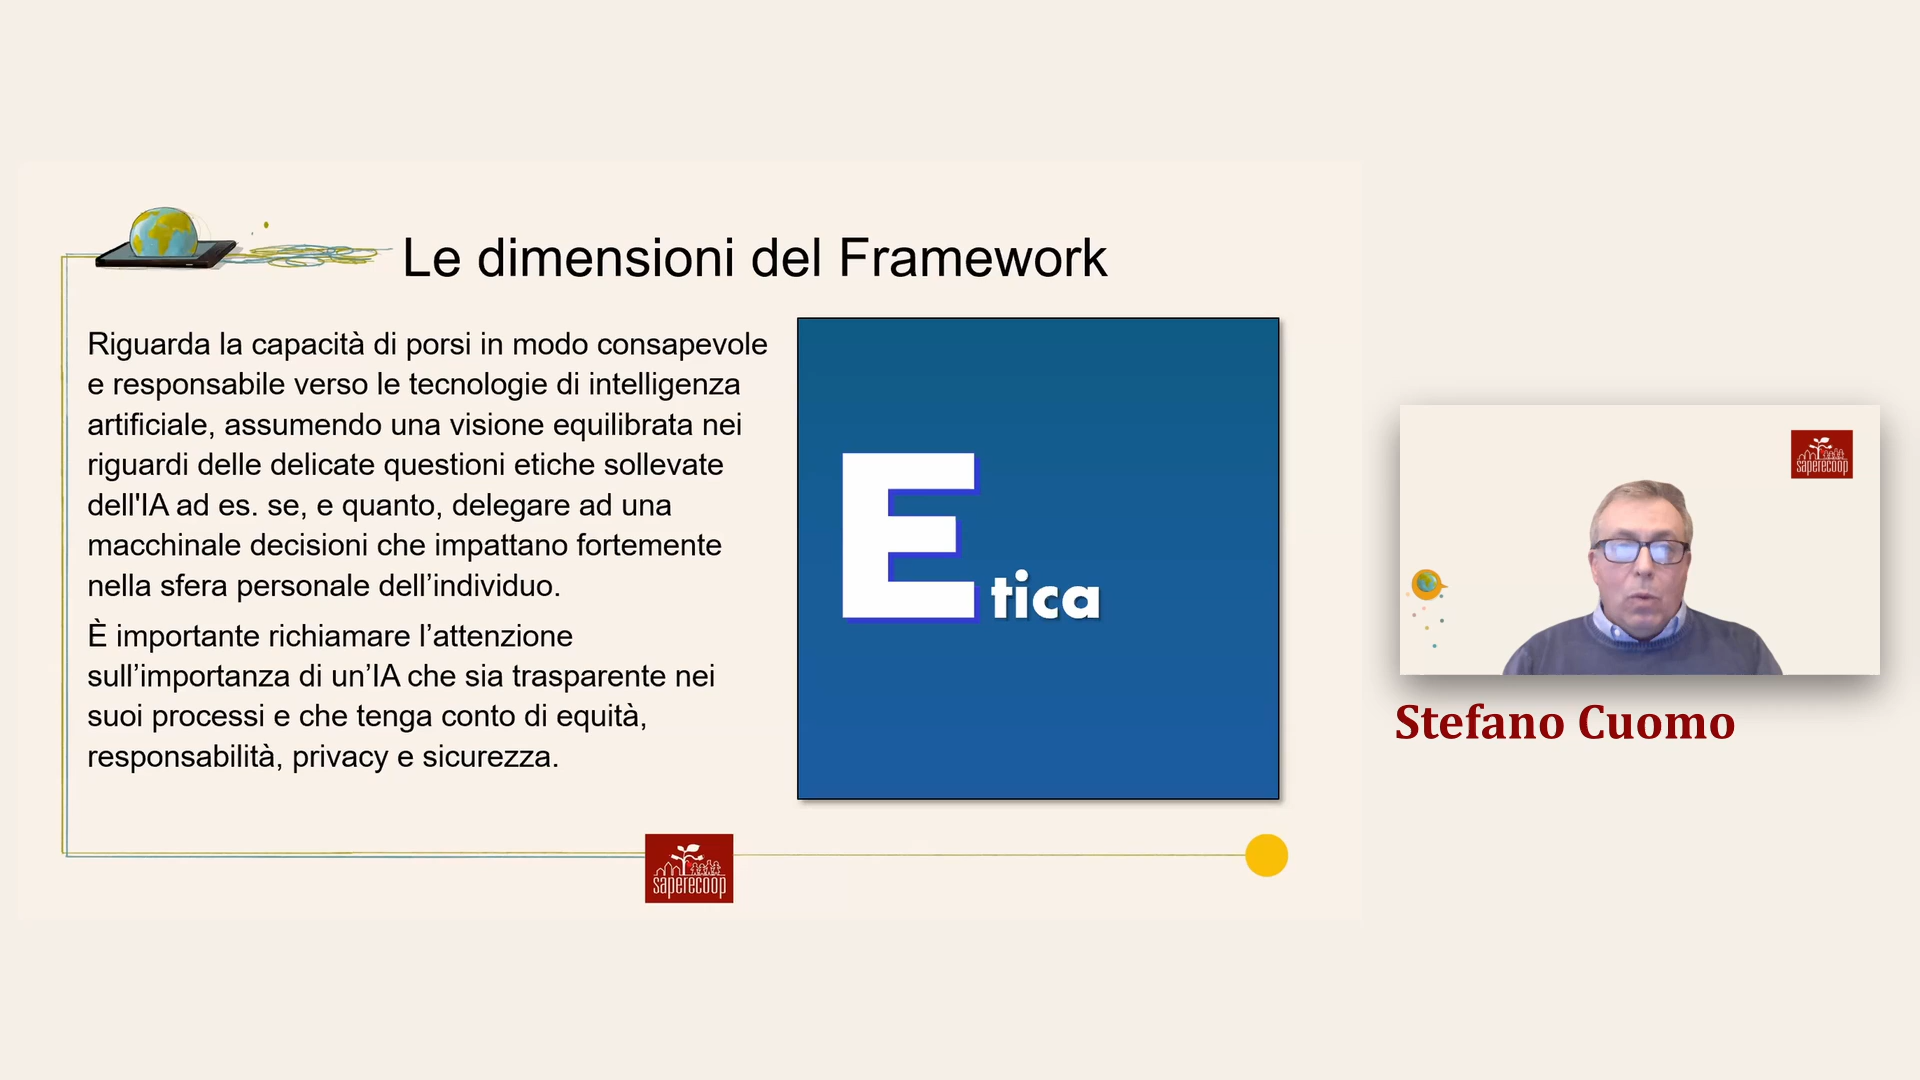 Le dimensioni del Framework
Riguarda la capacità di porsi in modo consapevole
e responsabile verso le tecnologie di intelligenza
artificiale, assumendo una visione equilibrata nei
riguardi delle delicate questioni etiche sollevate
dell'IA ad es. se, e quanto, delegare ad una
macchinale decisioni che impattano fortemente
nella sfera personale dell’individuo.
È importante richiamare l’attenzione
sull’importanza di un’IA che sia trasparente nei
suoi processi e che tenga conto di equità,
responsabilità, privacy e sicurezza.
Etica
saperecoop
saperecoop
Stefano Cuomo